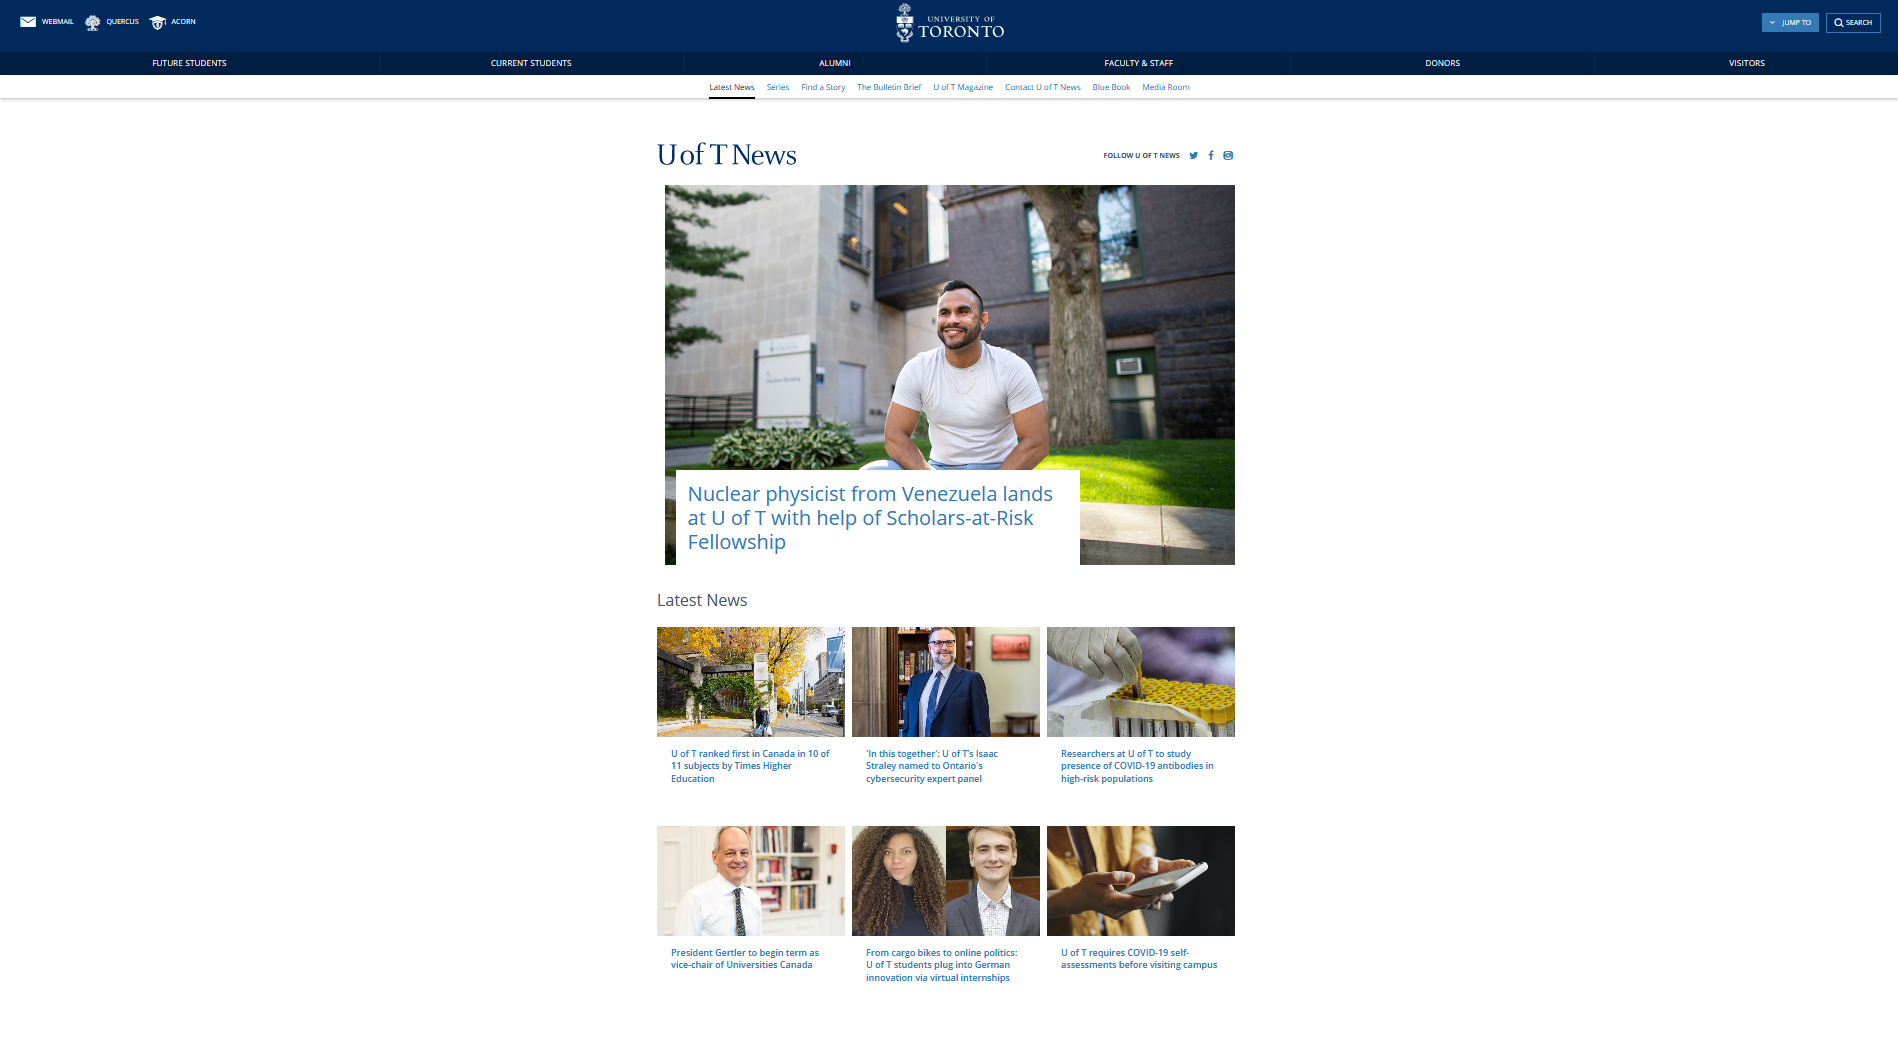 WEBMAIL
QUERCUS
ACORN
UNIVERSITY OF
TORONTO
JUMP TO
SEARCH
FUTURE STUDENTS
CURRENT STUDENTS
ALUMNI
FACULTY & STAFF
DONORS
VISITORS
Latest News
Series
Find a Story
The Bulletin Brief
U of T Magazine
Contact U of T News
Blue Book
Media Room
U of T News
FOLLOW U OF T NEWS
Nuclear physicist from Venezuela lands
at U of T with help of Scholars-at-Risk
Fellowship
Latest News
U of T ranked first in Canada in 10 of
11 subjects by Times Higher
Education
'In this together': U of T's Isaac
Straley named to Ontario's
cybersecurity expert panel
Researchers at U of T to study
presence of COVID-19 antibodies in
high-risk populations
President Gertler to begin term as
vice-chair of Universities Canada
From cargo bikes to online politics:
U of T students plug into German
innovation via virtual internships
U of T requires COVID-19 self-
assessments before visiting campus